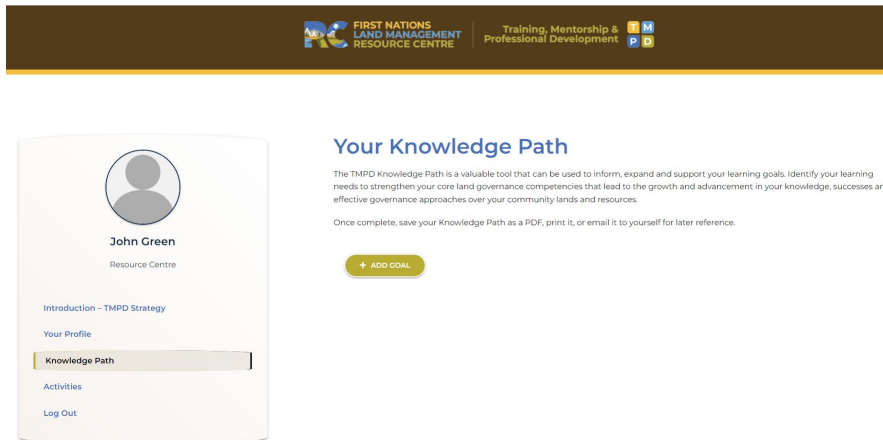 RC
FIRST NATIONS
LAND MANAGEMENT
RESOURCE CENTRE
Training, Mentorship &
Professional Development
T M
P D
John Green
Resource Centre
Introduction – TMPD Strategy
Your Profile
Knowledge Path
Activities
Log Out
Your Knowledge Path
The TMPD Knowledge Path is a valuable tool that can be used to inform, expand and support your learning goals. Identify your learning
needs to strengthen your core land governance competencies that lead to the growth and advancement in your knowledge, successes an
effective governance approaches over your community lands and resources.
Once complete, save your Knowledge Path as a PDF, print it, or email it to yourself for later reference.
+ ADD GOAL